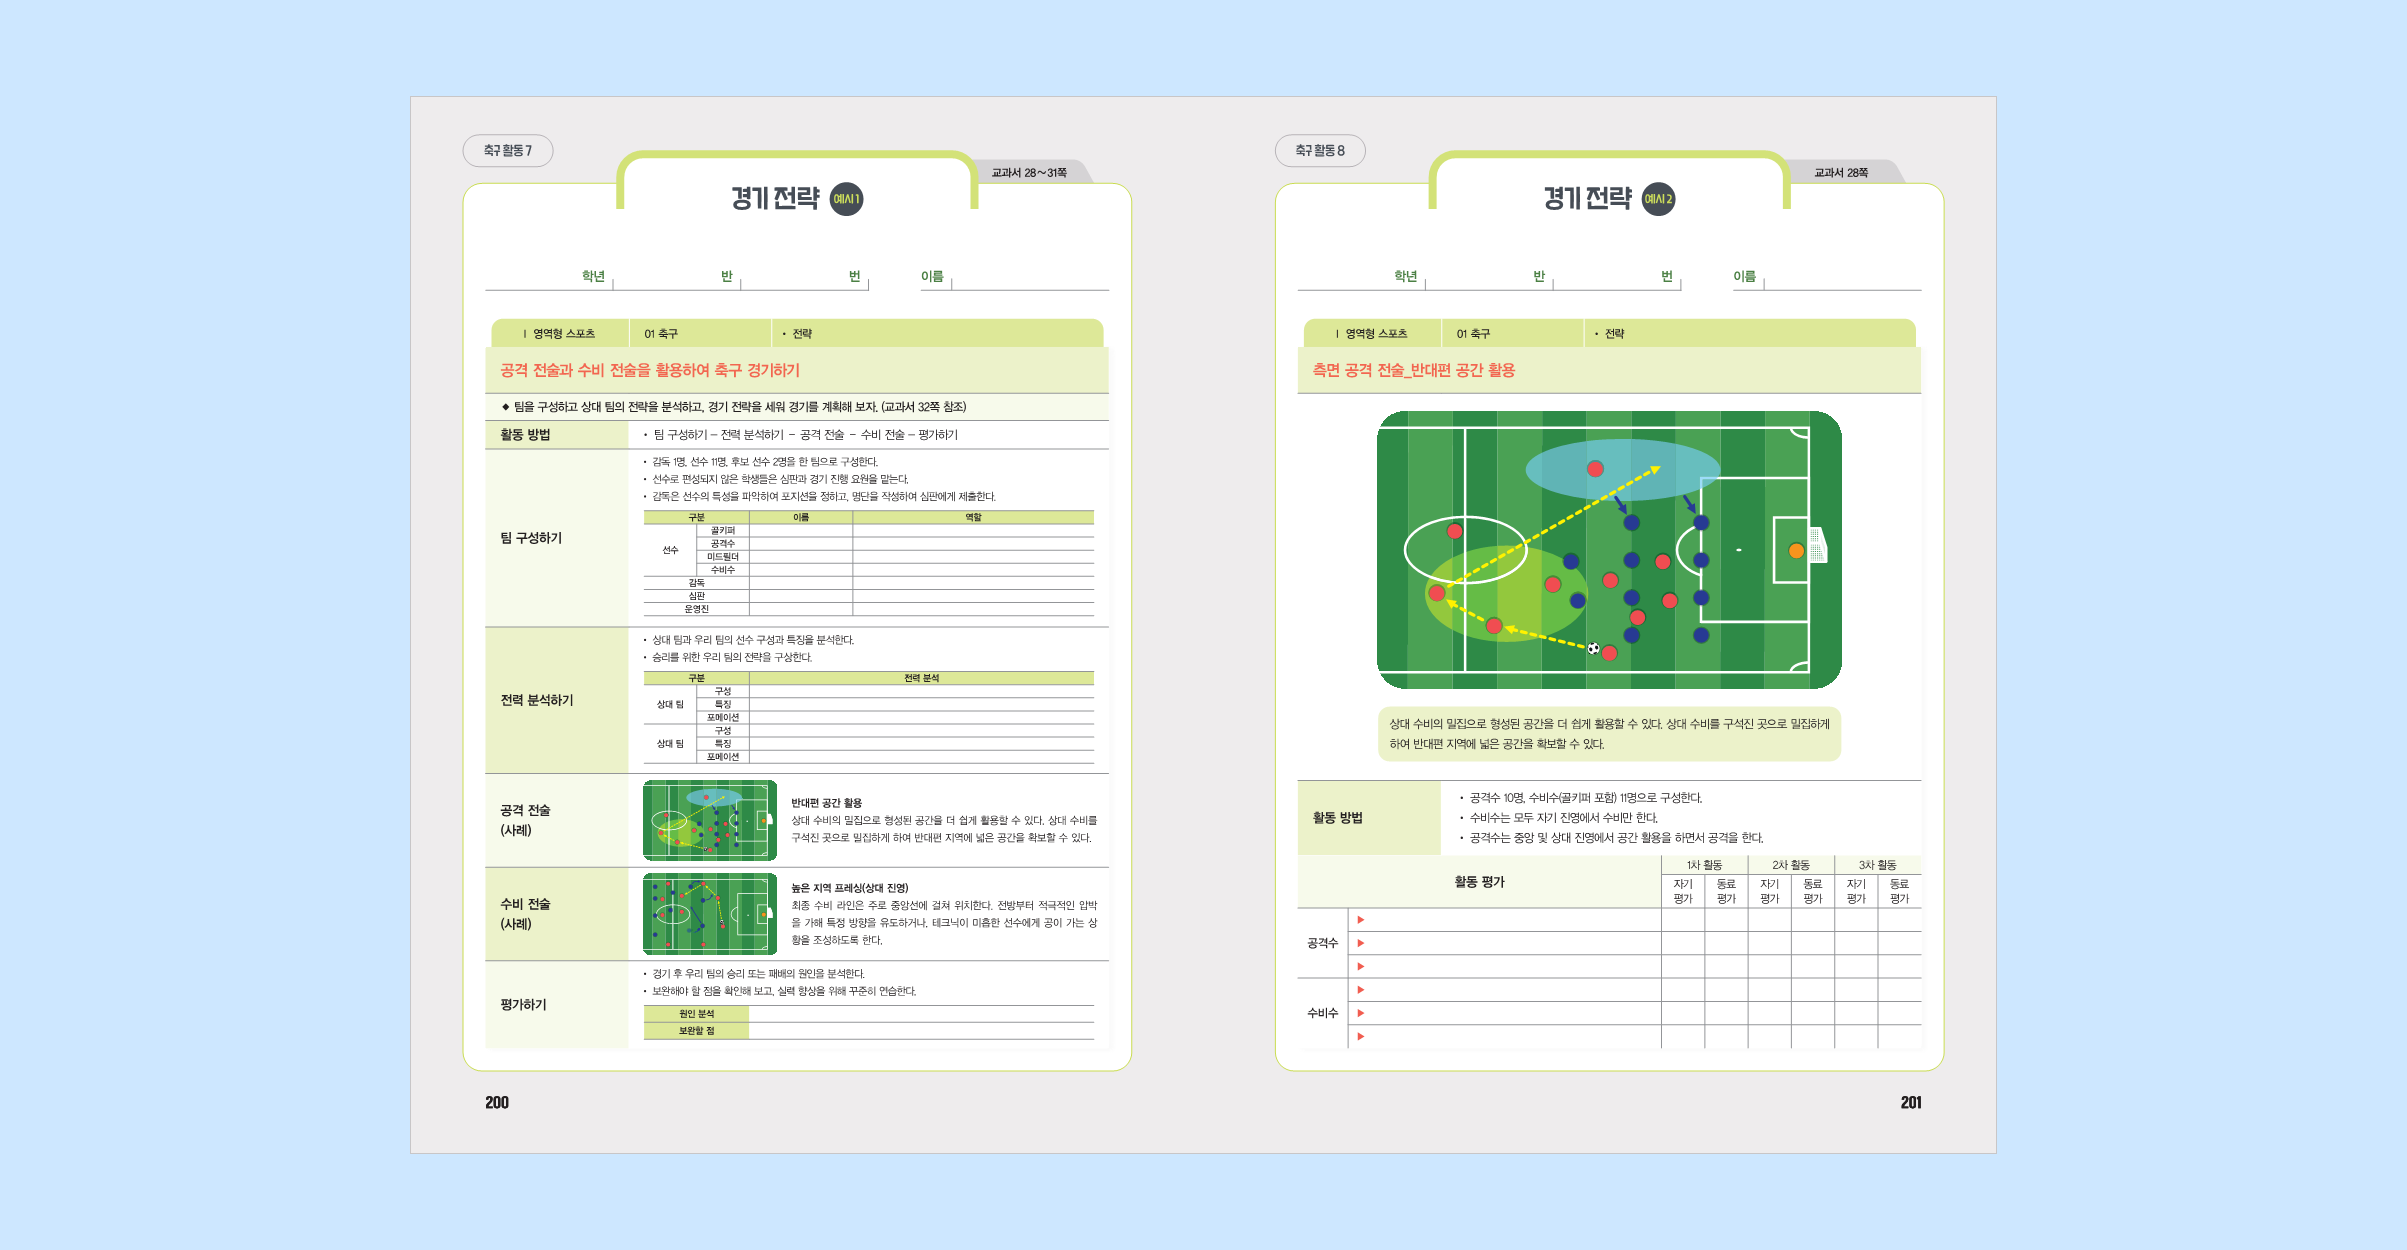 축구 활동 7
교과서 28~31쪽
경기 전략 예시 1
학년 반 번 이름
Ⅰ 영역형 스포츠 01 축구 • 전략
공격 전술과 수비 전술을 활용하여 축구 경기하기
◆ 팀을 구성하고 상대 팀의 전략을 분석하고, 경기 전략을 세워 경기를 계획해 보자. (교과서 32쪽 참조)
활동 방법
• 팀 구성하기 – 전력 분석하기 – 공격 전술 – 수비 전술 – 평가하기
팀 구성하기
• 감독 1명, 선수 11명, 후보 선수 2명을 한 팀으로 구성한다.
• 선수로 편성되지 않은 학생들은 심판과 경기 진행 요원을 맡는다.
• 감독은 선수의 특성을 파악하여 포지션을 정하고, 명단을 작성하여 심판에게 제출한다.
구분 이름 역할
선수
골키퍼
공격수
미드필더
수비수
감독
심판
운영진
전력 분석하기
• 상대 팀과 우리 팀의 선수 구성과 특징을 분석한다.
• 승리를 위한 우리 팀의 전략을 구상한다.
구분 전력 분석
상대 팀
구성
특징
포메이션
상대 팀
구성
특징
포메이션
공격 전술
(사례)
반대편 공간 활용
상대 수비의 밀집으로 형성된 공간을 더 쉽게 활용할 수 있다. 상대 수비를
구석진 곳으로 밀집하게 하여 반대편 지역에 넓은 공간을 확보할 수 있다.
수비 전술
(사례)
높은 지역 프레싱(상대 진영)
최종 수비 라인은 주로 중앙선에 걸쳐 위치한다. 전방부터 적극적인 압박
을 가해 특정 방향을 유도하거나, 테크닉이 미흡한 선수에게 공이 가는 상
황을 조성하도록 한다.
평가하기
• 경기 후 우리 팀의 승리 또는 패배의 원인을 분석한다.
• 보완해야 할 점을 확인해 보고, 실력 향상을 위해 꾸준히 연습한다.
원인 분석
보완할 점
200
축구 활동 8
교과서 28쪽
경기 전략 예시 2
학년 반 번 이름
Ⅰ 영역형 스포츠 01 축구 • 전략
측면 공격 전술_반대편 공간 활용
상대 수비의 밀집으로 형성된 공간을 더 쉽게 활용할 수 있다. 상대 수비를 구석진 곳으로 밀집하게
하여 반대편 지역에 넓은 공간을 확보할 수 있다.
활동 방법
• 공격수 10명, 수비수(골키퍼 포함) 11명으로 구성한다.
• 수비수는 모두 자기 진영에서 수비만 한다.
• 공격수는 중앙 및 상대 진영에서 공간 활용을 하면서 공격을 한다.
활동 평가
1차 활동 2차 활동 3차 활동
자기 동료 자기 동료 자기 동료
평가 평가 평가 평가 평가 평가
공격수
수비수
201